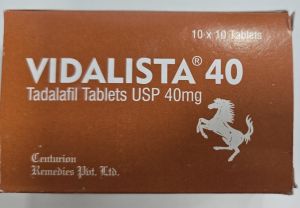 10 x 10 Tablets
VIDALISTA® 40
Tadalafil Tablets USP 40mg
Centurion
Remedies Pvt. Ltd.